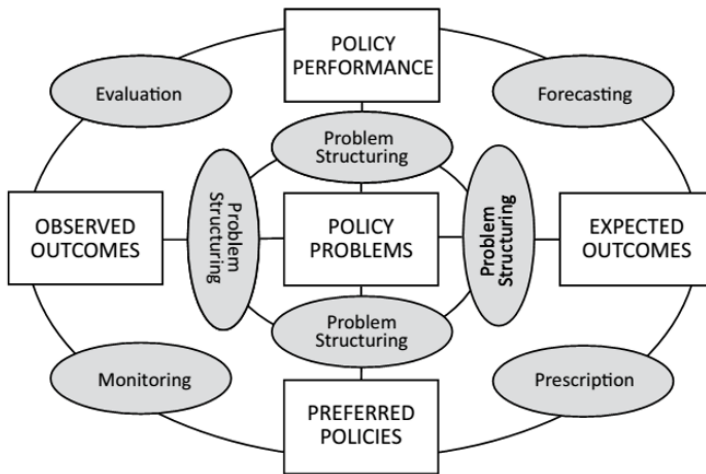 POLICY
PERFORMANCE
Evaluation
Forecasting
Problem
Structuring
OBSERVED
OUTCOMES
Problem
Structuring
POLICY
PROBLEMS
Problem
Structuring
EXPECTED
OUTCOMES
Problem
Structuring
Monitoring
Prescription
PREFERRED
POLICIES